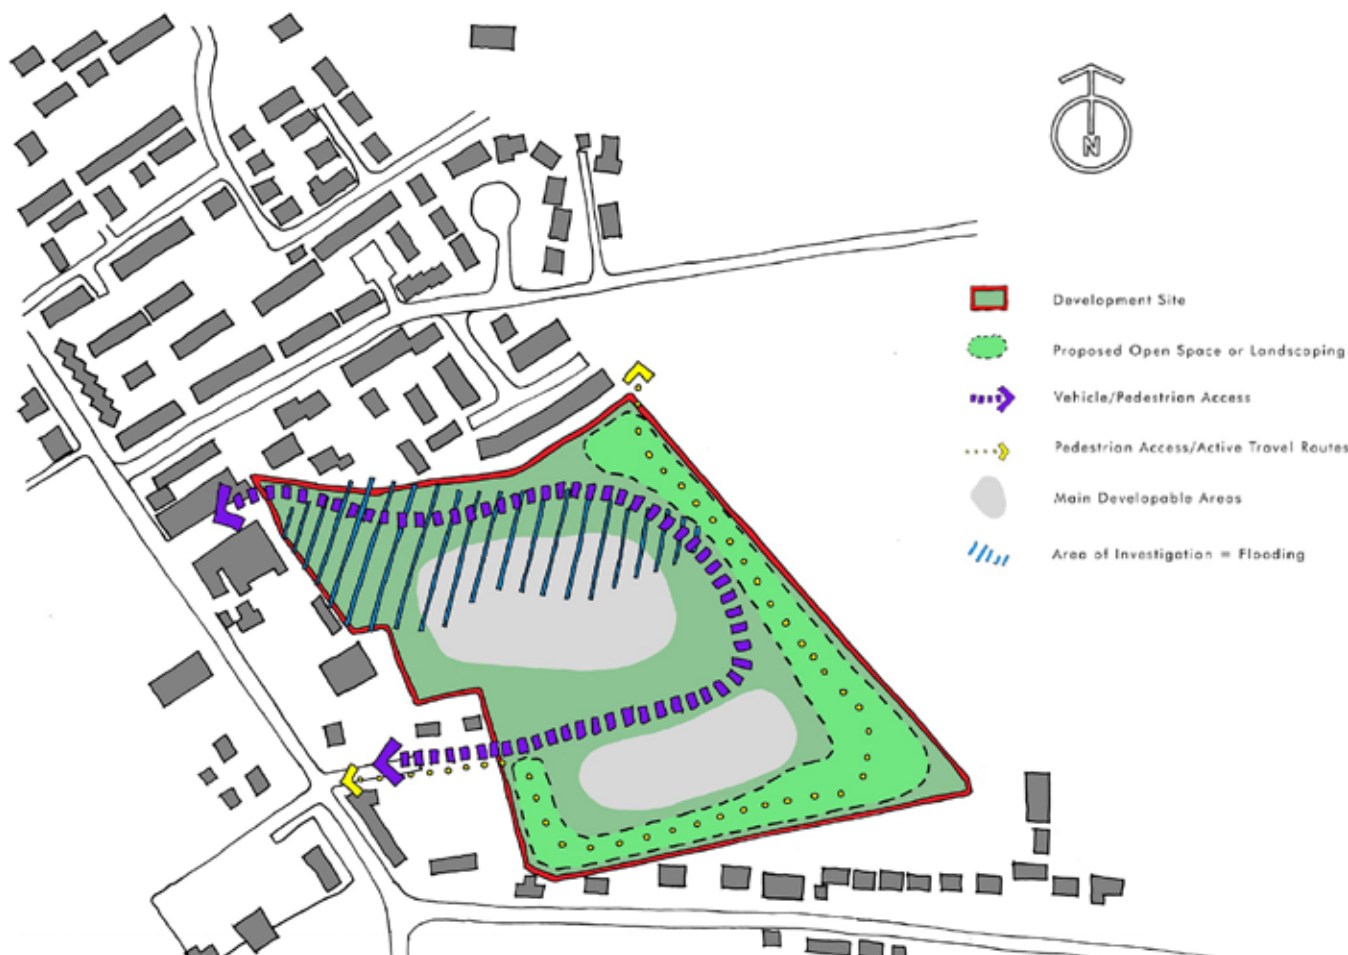 N
Development Site
Proposed Open Space or Landscaping
Vehicle/Pedestrian Access
Pedestrian Access/Active Travel Routes
Main Developable Areas
Area of Investigation = Flooding